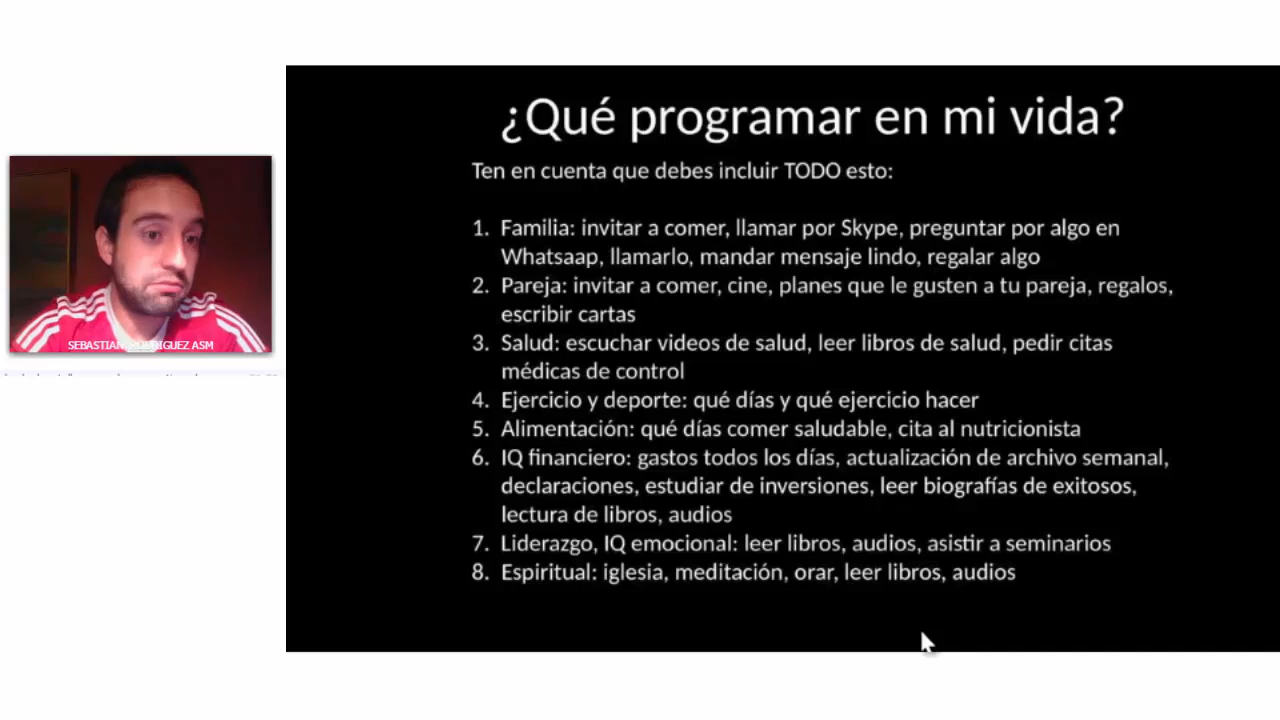 ¿Qué programar en mi vida?
Ten en cuenta que debes incluir TODO esto:
1. Familia: invitar a comer, llamar por Skype, preguntar por algo en
Whatsaap, llamarlo, mandar mensaje lindo, regalar algo
2. Pareja: invitar a comer, cine, planes que le gusten a tu pareja, regalos,
escribir cartas
3. Salud: escuchar videos de salud, leer libros de salud, pedir citas
médicas de control
4. Ejercicio y deporte: qué días y qué ejercicio hacer
5. Alimentación: qué días comer saludable, cita al nutricionista
6. IQ financiero: gastos todos los días, actualización de archivo semanal,
declaraciones, estudiar de inversiones, leer biografías de exitosos,
lectura de libros, audios
7. Liderazgo, IQ emocional: leer libros, audios, asistir a seminarios
8. Espiritual: iglesia, meditación, orar, leer libros, audios
SEBASTIAN RODRIGUEZ ASM